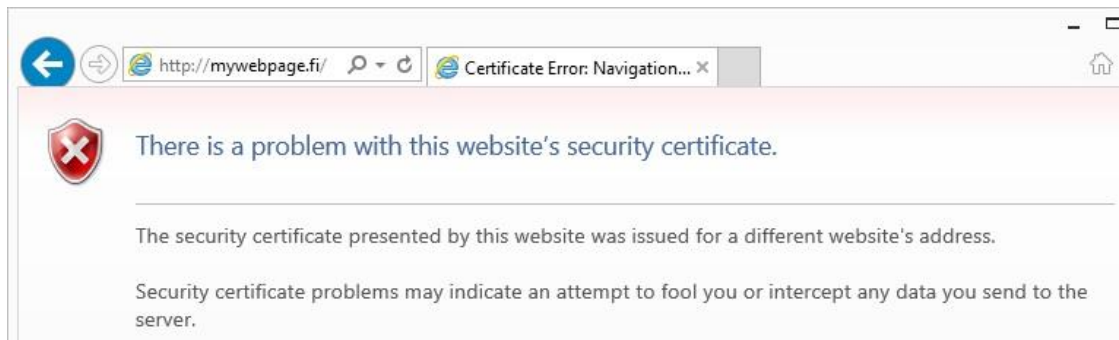 http://mywebpage.fi/
Certificate Error: Navigation...
There is a problem with this website's security certificate.
The security certificate presented by this website was issued for a different website's address.
Security certificate problems may indicate an attempt to fool you or intercept any data you send to the
server.